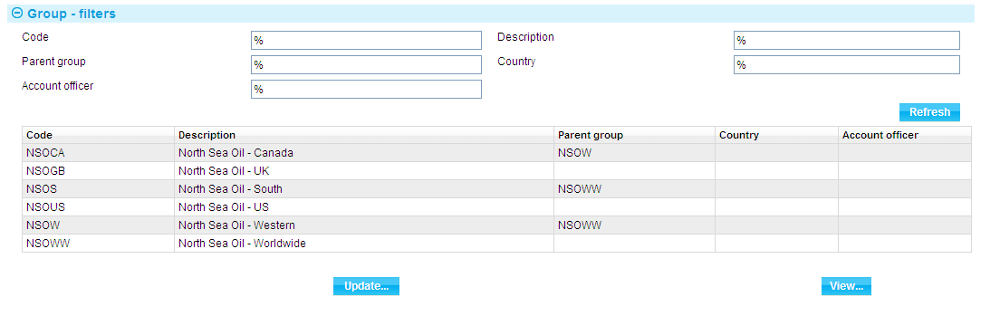 Group - filters
Code % Description %
Parent group % Country %
Account officer %
Refresh
Code Description Parent group Country Account officer
NSOCA North Sea Oil - Canada NSOW
NSOGB North Sea Oil - UK
NSOS North Sea Oil - South NSOWW
NSOUS North Sea Oil - US
NSOW North Sea Oil - Western NSOWW
NSOWW North Sea Oil - Worldwide
Update... View...